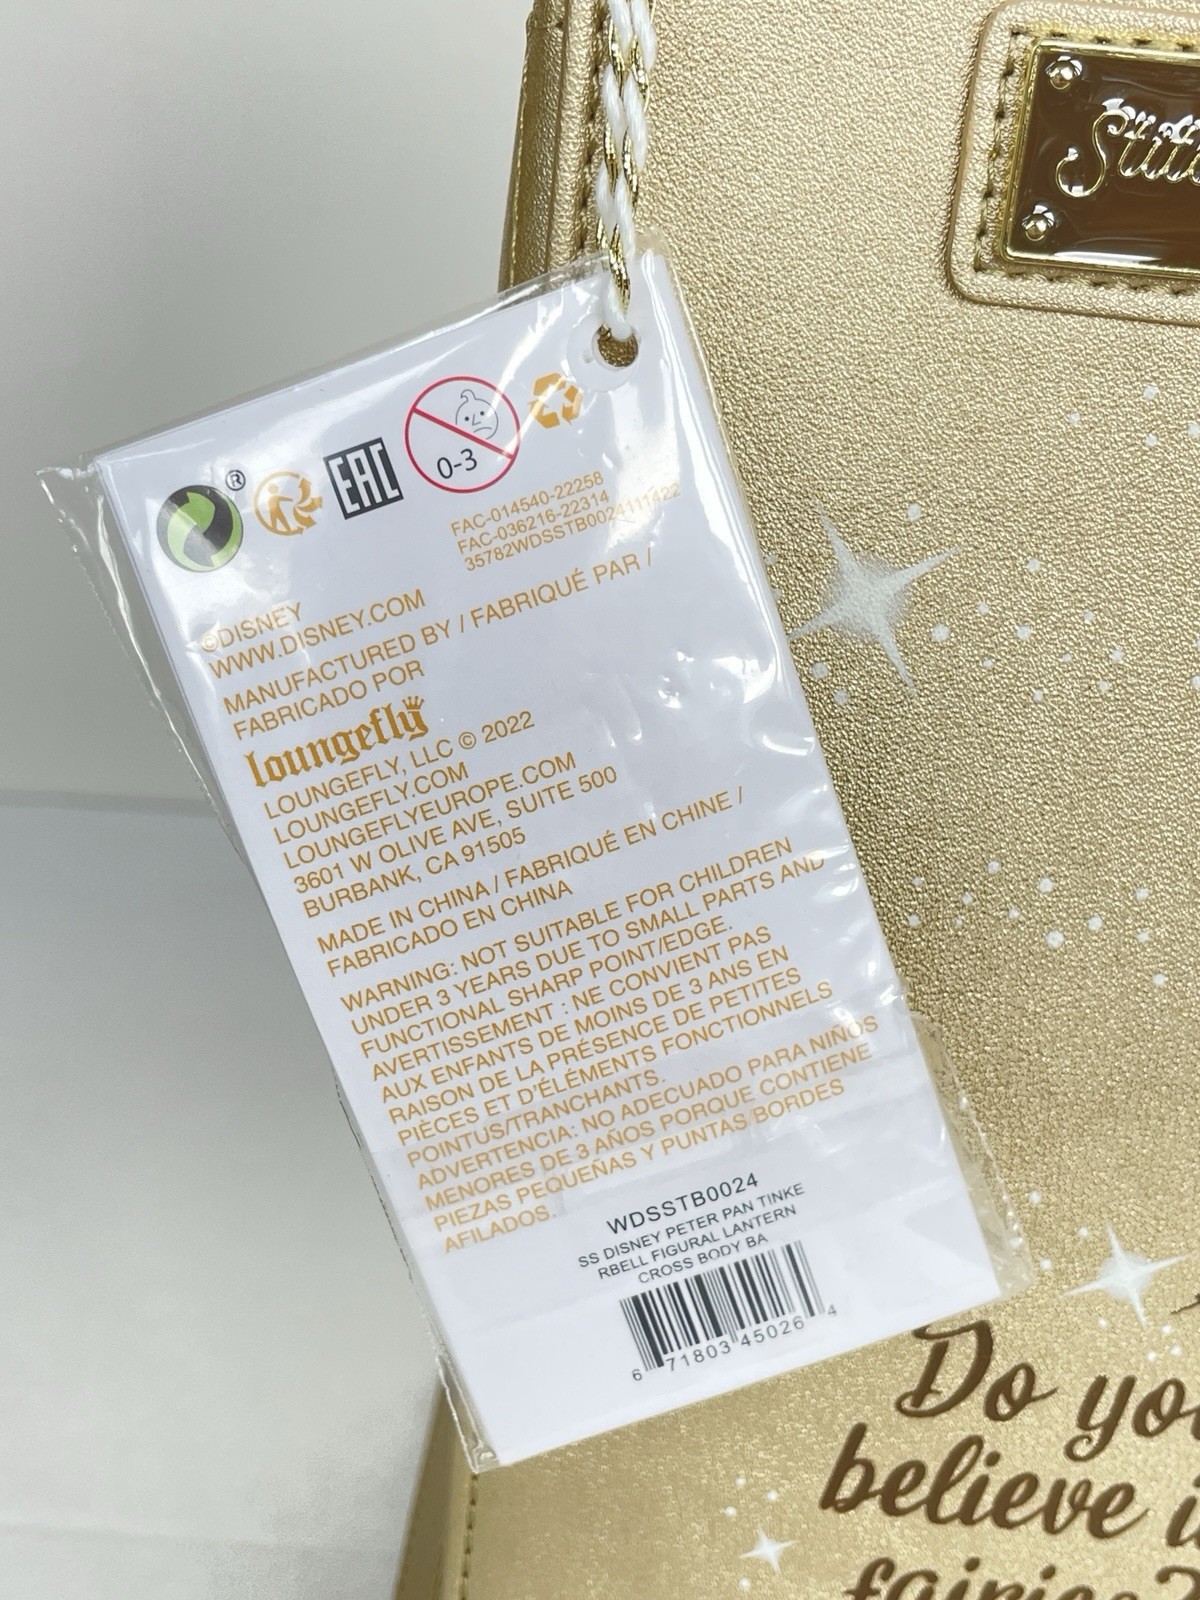 ®
EAC
0-3
FAC-014540-22258
FAC-036216-22314
35782WDSSTB0024111422
©DISNEY
WWW.DISNEY.COM
MANUFACTURED BY / FABRIQUÉ PAR /
FABRICADO POR
loungefly
LOUNGEFLY, LLC © 2022
LOUNGEFLY.COM
LOUNGEFLYEUROPE.COM
3601 W OLIVE AVE, SUITE 500
BURBANK, CA 91505
MADE IN CHINA / FABRIQUÉ EN CHINE /
FABRICADO EN CHINA
WARNING: NOT SUITABLE FOR CHILDREN
UNDER 3 YEARS DUE TO SMALL PARTS AND
FUNCTIONAL SHARP POINT/EDGE.
AVERTISSEMENT : NE CONVIENT PAS
AUX ENFANTS DE MOINS DE 3 ANS EN
RAISON DE LA PRÉSENCE DE PETITES
PIÈCES ET D'ÉLÉMENTS FONCTIONNELS
POINTUS/TRANCHANTS.
ADVERTENCIA: NO ADECUADO PARA NIÑOS
MENORES DE 3 AÑOS PORQUE CONTIENE
PIEZAS PEQUEÑAS Y PUNTAS/BORDES
AFILADOS.
WDSSTB0024
SS DISNEY PETER PAN TINKE
RBELL FIGURAL LANTERN
CROSS BODY BA
6 71803 45026 4
Do yo
believe i
fairies?